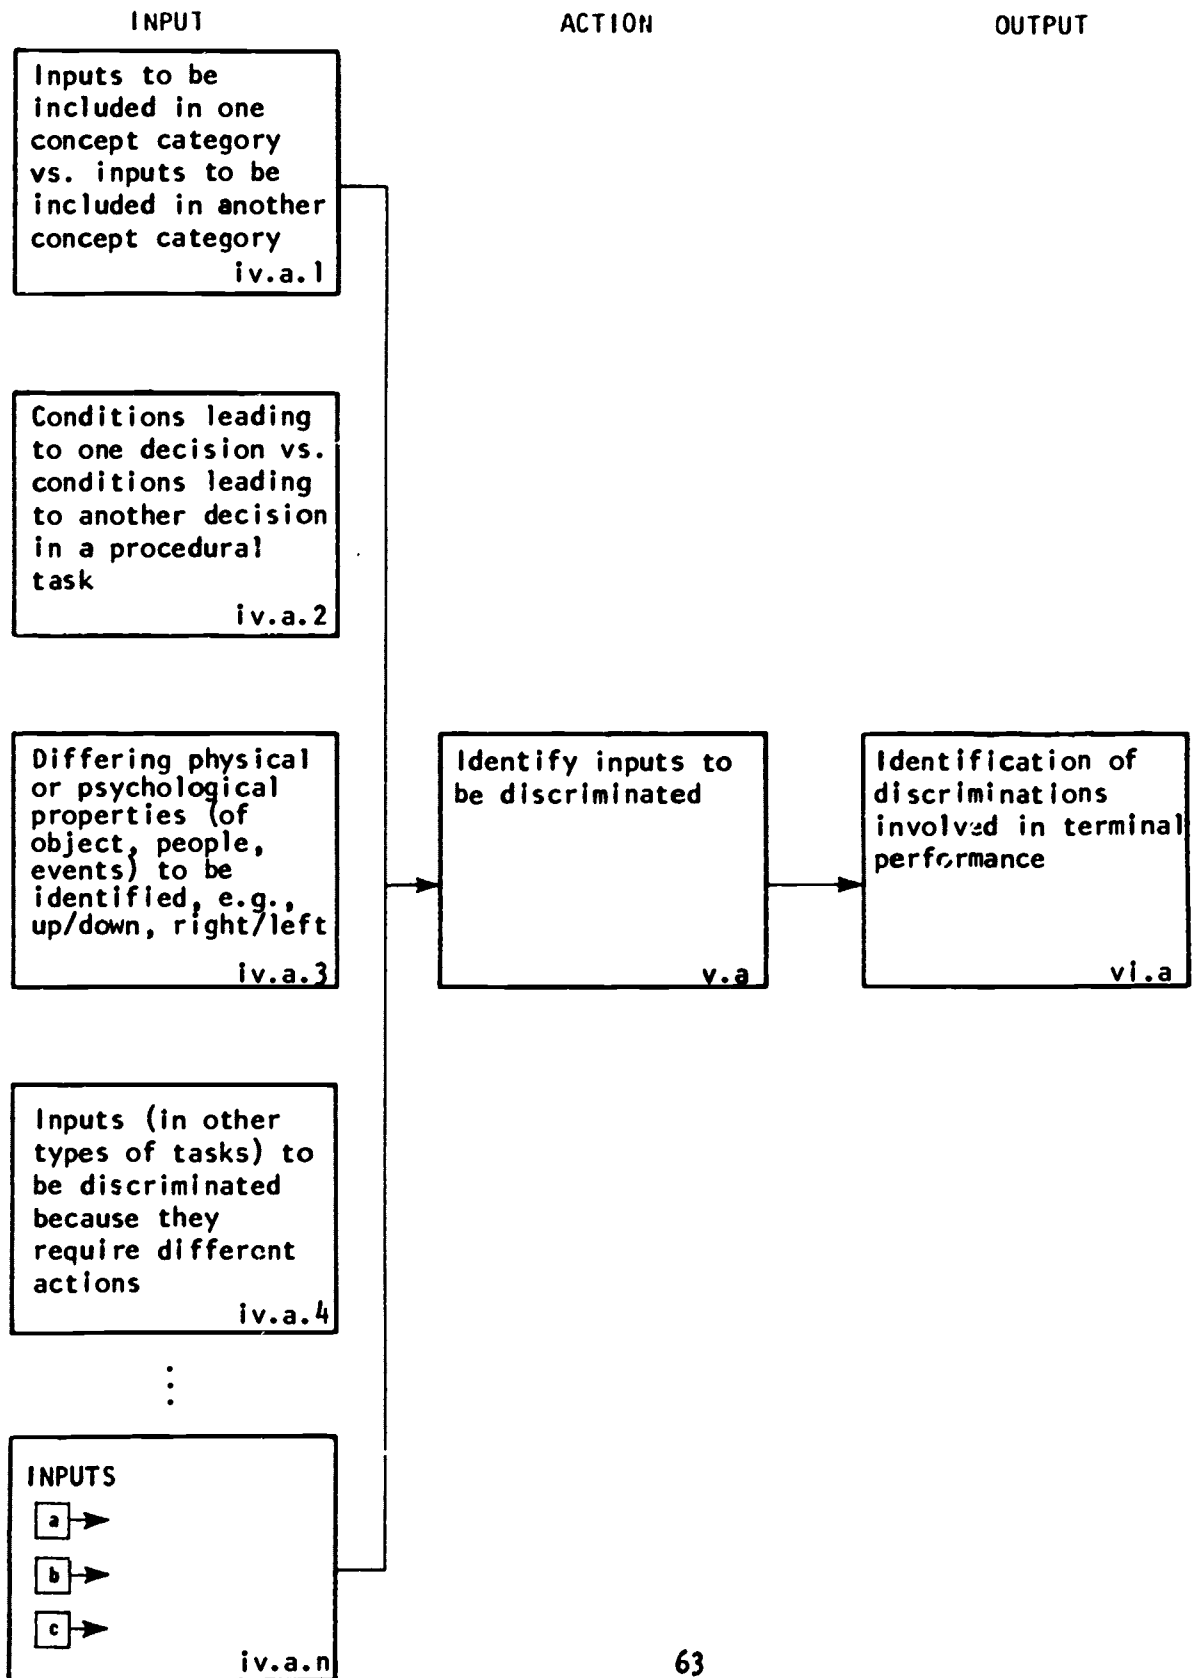 INPUT ACTION OUTPUT
Inputs to be
included in one
concept category
vs. inputs to be
included in another
concept category
iv.a.1
Conditions leading
to one decision vs.
conditions leading
to another decision
in a procedural
task
iv.a.2
Differing physical
or psychological
properties (of
object, people,
events) to be
identified, e.g.,
up/down, right/left
iv.a.3
Identify inputs to
be discriminated
v.a
Identification of
discriminations
involved in terminal
performance
vi.a
Inputs (in other
types of tasks) to
be discriminated
because they
require different
actions
iv.a.4
INPUTS
a
b
c
iv.a.n
63